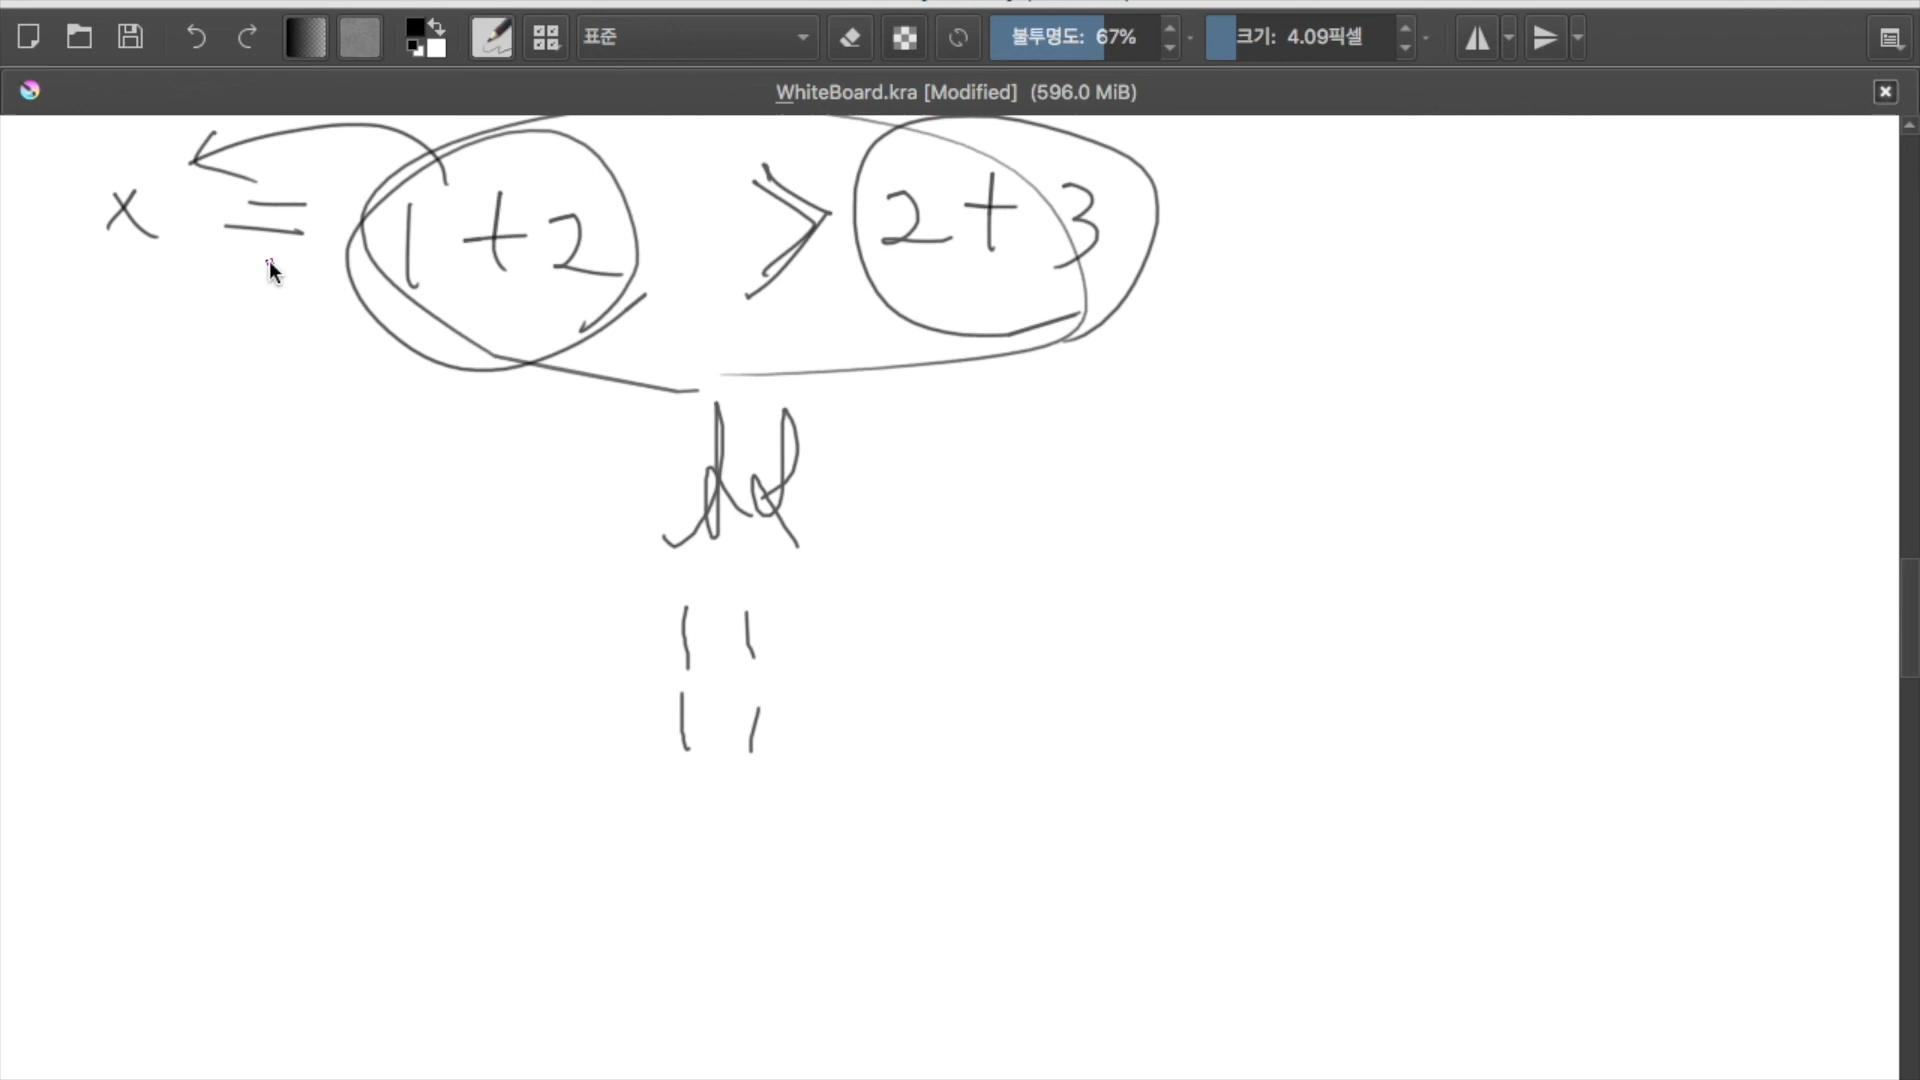 표준
불투명도: 67%
크기: 4.09픽셀
WhiteBoard.kra [Modified] (596.0 MiB)
x = 1 + 2 > 2 + 3